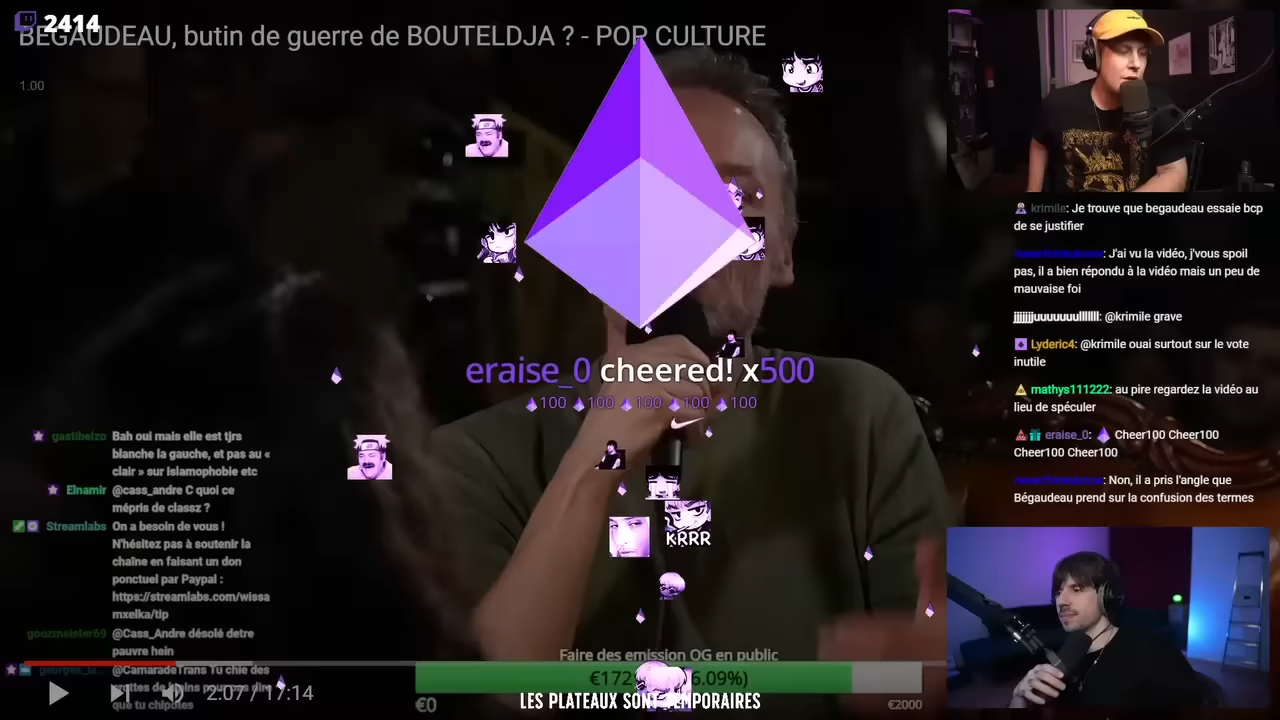 2414
BÉGAUDEAU, butin de guerre de BOUTELDJA ? - POP CULTURE
1.00
eraise_0 cheered! x500
100 100 100 100 100
KRRR
krimile: Je trouve que begaudeau essaie bcp
de se justifier
: J'ai vu la vidéo, j'vous spoil
pas, il a bien répondu à la vidéo mais un peu de
mauvaise foi
: @krimile grave
Lyderic4: @krimile ouai surtout sur le vote
inutile
mathys111222: au pire regardez la vidéo au
lieu de spéculer
eraise_0: Cheer100 Cheer100
Cheer100 Cheer100
: Non, il a pris l'angle que
Bégaudeau prend sur la confusion des termes
gastibelzo Bah oui mais elle est tjrs
blanche la gauche, et pas au «
clair » sur islamophobie etc
Elnamir @cass_andre C quoi ce
mépris de classz ?
Streamlabs On a besoin de vous !
N'hésitez pas à soutenir la
chaîne en faisant un don
ponctuel par Paypal :
https://streamlabs.com/wissa
mxelka/tip
goozmeister69 @Cass_Andre désolé detre
pauvre hein
@CamaradeTrans Tu chie des
que tu chipotes
2:07 / 17:14
Faire des emission OG en public
€0
€2000
LES PLATEAUX SONT TEMPORAIRES